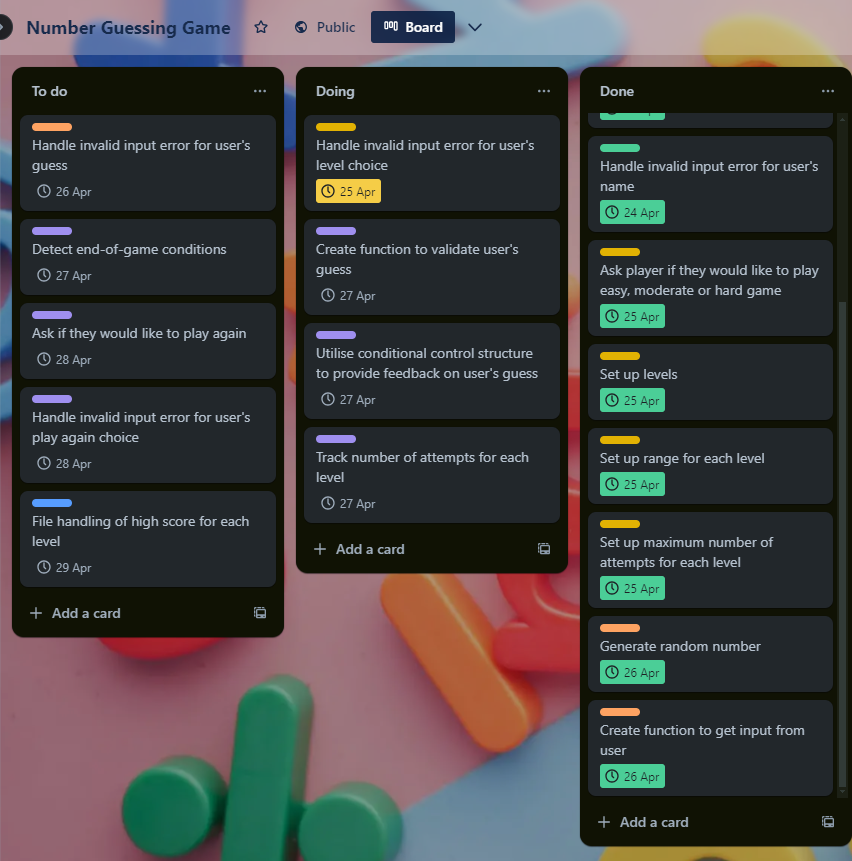 Number Guessing Game
Public
Board
To do
Handle invalid input error for user's
guess
26 Apr
Detect end-of-game conditions
27 Apr
Ask if they would like to play again
28 Apr
Handle invalid input error for user's
play again choice
28 Apr
File handling of high score for each
level
29 Apr
Add a card
Doing
Handle invalid input error for user's
level choice
25 Apr
Create function to validate user's
guess
27 Apr
Utilise conditional control structure
to provide feedback on user's guess
27 Apr
Track number of attempts for each
level
27 Apr
Add a card
Done
Handle invalid input error for user's
name
24 Apr
Ask player if they would like to play
easy, moderate or hard game
25 Apr
Set up levels
25 Apr
Set up range for each level
25 Apr
Set up maximum number of
attempts for each level
25 Apr
Generate random number
26 Apr
Create function to get input from
user
26 Apr
Add a card